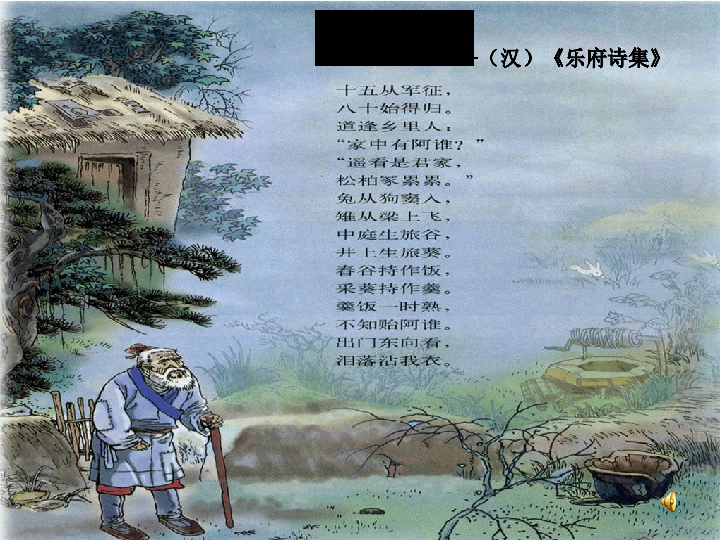 （汉）《乐府诗集》
十五从军征，
八十始得归。
道逢乡里人：
“家中有阿谁？”
“遥看是君家，
松柏冢累累。”
兔从狗窦入，
雉从梁上飞，
中庭生旅谷，
井上生旅葵。
舂谷持作饭，
采葵持作羹。
羹饭一时熟，
不知贻阿谁。
出门东向看，
泪落沾我衣。